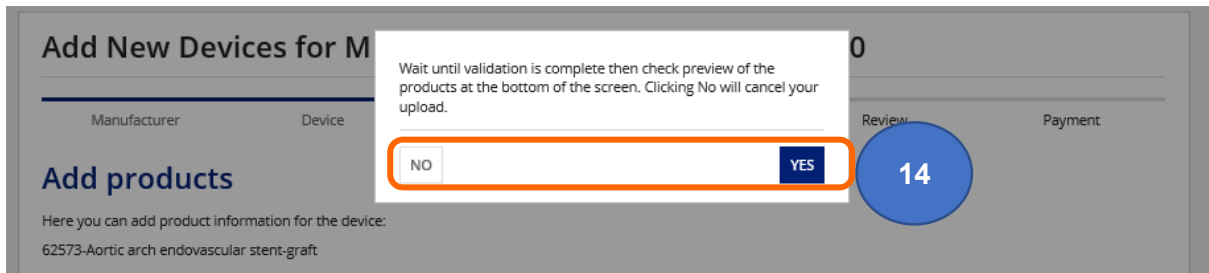 Add New Devices for M 0
Wait until validation is complete then check preview of the
products at the bottom of the screen. Clicking No will cancel your
upload.
Manufacturer Device Review Payment
NO YES
14
Add products
Here you can add product information for the device:
62573-Aortic arch endovascular stent-graft